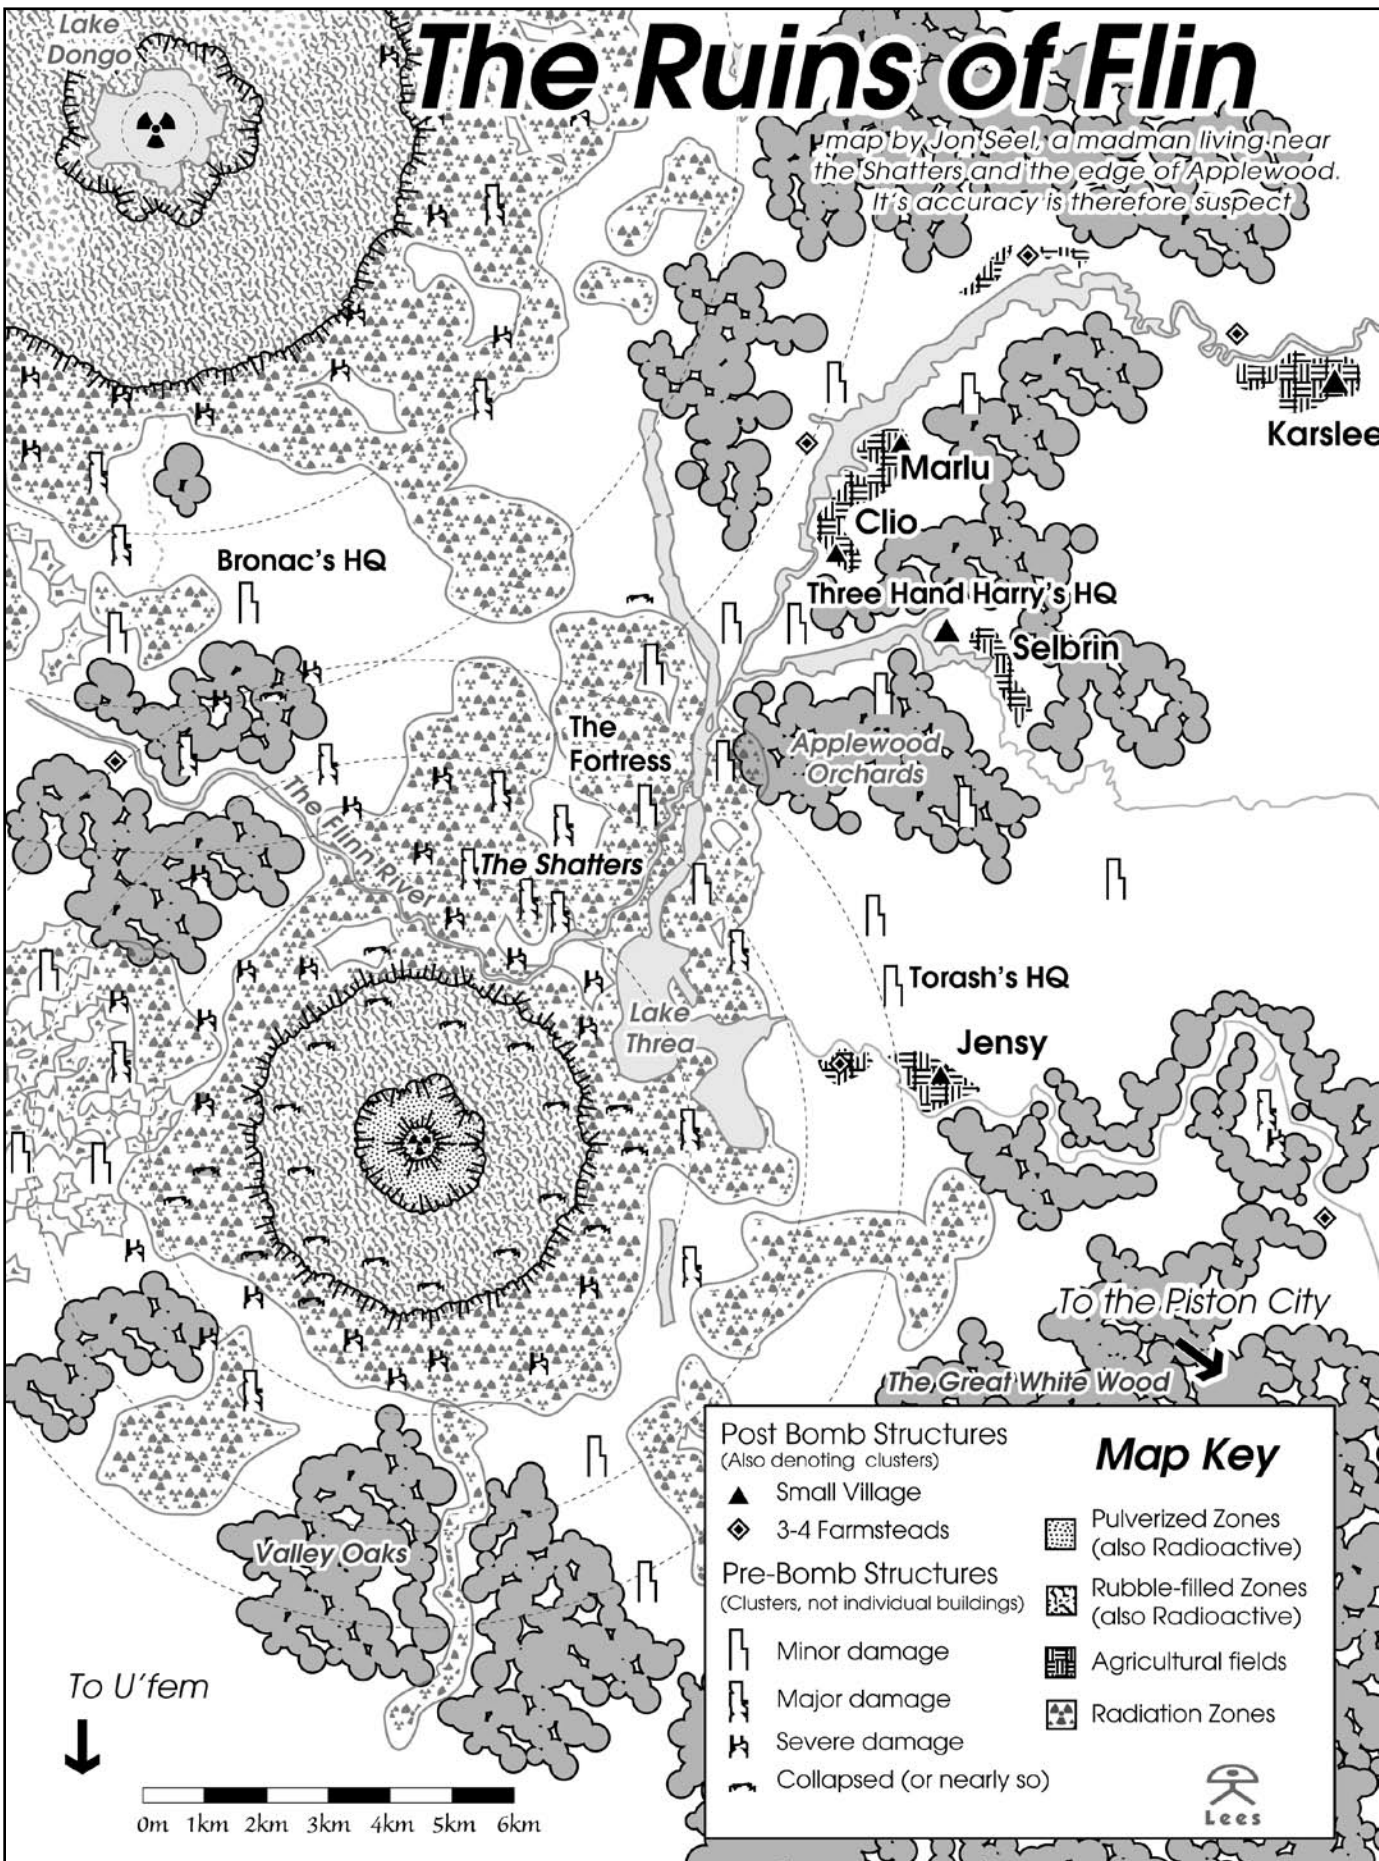 Lake
Dongo
The Ruins of Flin
map by Jon Seel, a madman living near
the Shatters and the edge of Applewood.
It's accuracy is therefore suspect
Karslee
Marlu
Clio
Bronac's HQ
Three Hand Harry's HQ
Selbrin
The
Fortress
Applewood
Orchards
The Flinn River
The Shatters
Torash's HQ
Lake
Threa
Jensy
To the Piston City
The Great White Wood
Valley Oaks
To U'fem
0m 1km 2km 3km 4km 5km 6km
Map Key
Post Bomb Structures
(Also denoting clusters)
Small Village
3-4 Farmsteads
Pre-Bomb Structures
(Clusters, not individual buildings)
Minor damage
Major damage
Severe damage
Collapsed (or nearly so)
Pulverized Zones
(also Radioactive)
Rubble-filled Zones
(also Radioactive)
Agricultural fields
Radiation Zones
Lees